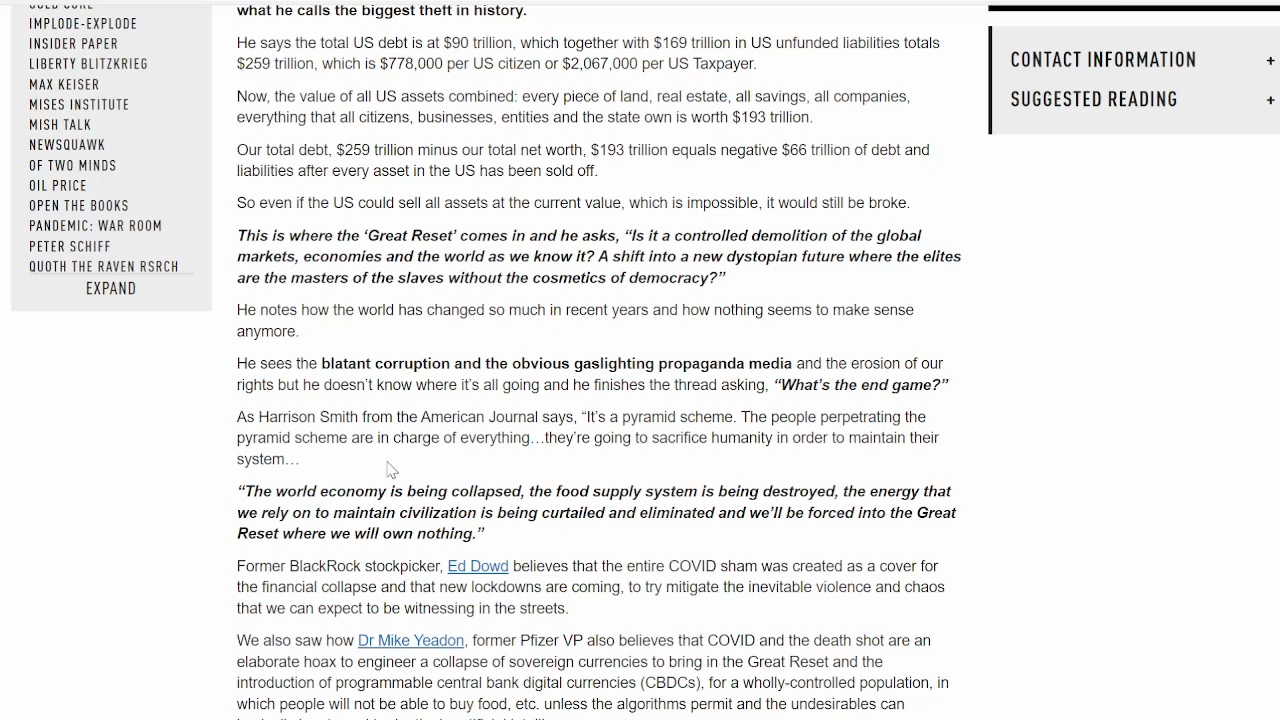 IMPLODE-EXPLODE
INSIDER PAPER
LIBERTY BLITZKRIEG
MAX KEISER
MISES INSTITUTE
MISH TALK
NEWSQUAWK
OF TWO MINDS
OIL PRICE
OPEN THE BOOKS
PANDEMIC: WAR ROOM
PETER SCHIFF
QUOTH THE RAVEN RSRCH
EXPAND
what he calls the biggest theft in history.
He says the total US debt is at $90 trillion, which together with $169 trillion in US unfunded liabilities totals
$259 trillion, which is $778,000 per US citizen or $2,067,000 per US Taxpayer.
Now, the value of all US assets combined: every piece of land, real estate, all savings, all companies,
everything that all citizens, businesses, entities and the state own is worth $193 trillion.
Our total debt, $259 trillion minus our total net worth, $193 trillion equals negative $66 trillion of debt and
liabilities after every asset in the US has been sold off.
So even if the US could sell all assets at the current value, which is impossible, it would still be broke.
This is where the ‘Great Reset’ comes in and he asks, “Is it a controlled demolition of the global
markets, economies and the world as we know it? A shift into a new dystopian future where the elites
are the masters of the slaves without the cosmetics of democracy?”
He notes how the world has changed so much in recent years and how nothing seems to make sense
anymore.
He sees the blatant corruption and the obvious gaslighting propaganda media and the erosion of our
rights but he doesn’t know where it’s all going and he finishes the thread asking, “What’s the end game?”
As Harrison Smith from the American Journal says, “It’s a pyramid scheme. The people perpetrating the
pyramid scheme are in charge of everything…they’re going to sacrifice humanity in order to maintain their
system…
“The world economy is being collapsed, the food supply system is being destroyed, the energy that
we rely on to maintain civilization is being curtailed and eliminated and we’ll be forced into the Great
Reset where we will own nothing.”
Former BlackRock stockpicker, Ed Dowd believes that the entire COVID sham was created as a cover for
the financial collapse and that new lockdowns are coming, to try mitigate the inevitable violence and chaos
that we can expect to be witnessing in the streets.
We also saw how Dr Mike Yeadon, former Pfizer VP also believes that COVID and the death shot are an
elaborate hoax to engineer a collapse of sovereign currencies to bring in the Great Reset and the
introduction of programmable central bank digital currencies (CBDCs), for a wholly-controlled population, in
which people will not be able to buy food, etc. unless the algorithms permit and the undesirables can
CONTACT INFORMATION +
SUGGESTED READING +